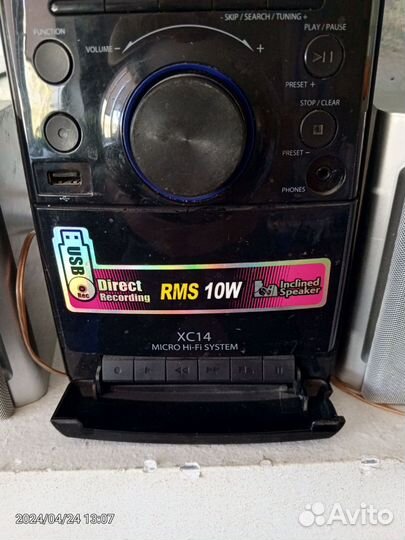 - SKIP / SEARCH / TUNING +
FUNCTION
VOLUME -
+
PLAY / PAUSE
PRESET +
STOP / CLEAR
PRESET -
PHONES
USB
Rec
Direct
Recording
RMS 10W
Inclined
Speaker
XC14
MICRO Hi-Fi SYSTEM
2024/04/24 13:07
Avito